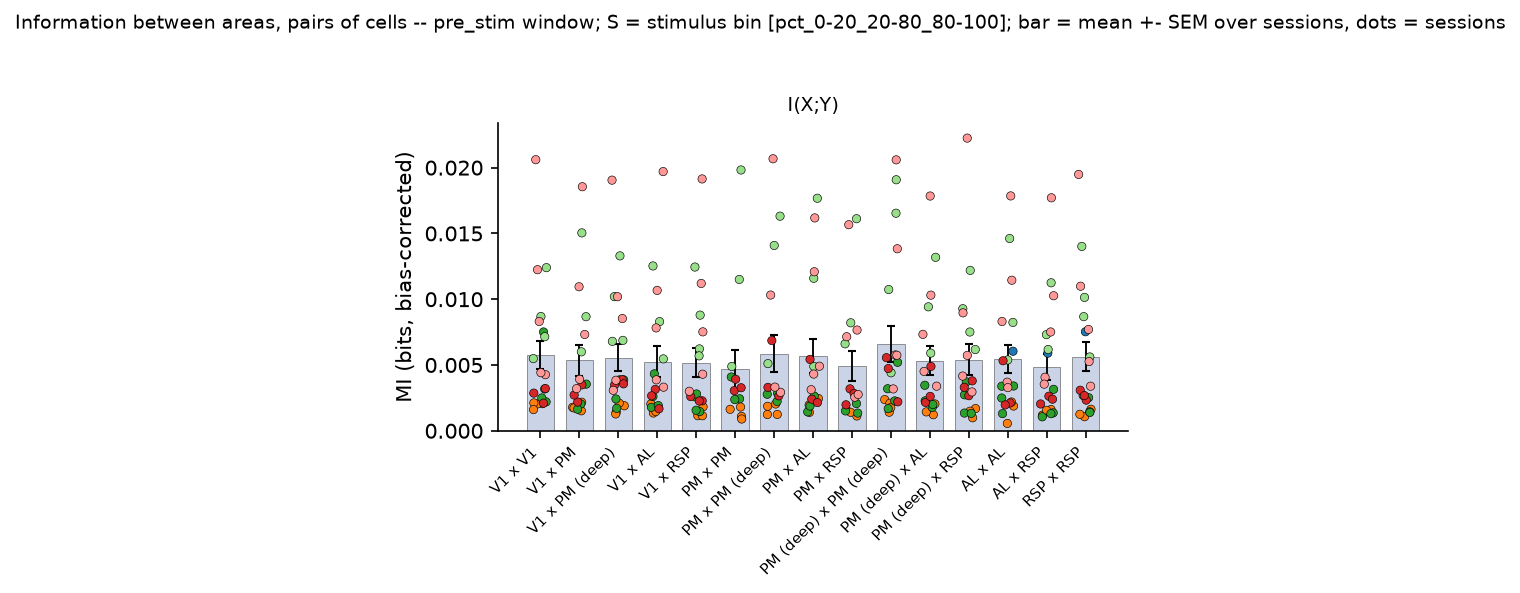 Information between areas, pairs of cells -- pre_stim window; S = stimulus bin [pct_0-20_20-80_80-100]; bar = mean +- SEM over sessions, dots = sessions
I(X;Y)
MI (bits, bias-corrected)
0.020
0.015
0.010
0.005
0.000
V1 x V1
V1 x PM
V1 x PM (deep)
V1 x AL
V1 x RSP
PM x PM
PM x PM (deep)
PM x AL
PM x RSP
PM (deep) x PM (deep)
PM (deep) x AL
PM (deep) x RSP
AL x AL
AL x RSP
RSP x RSP